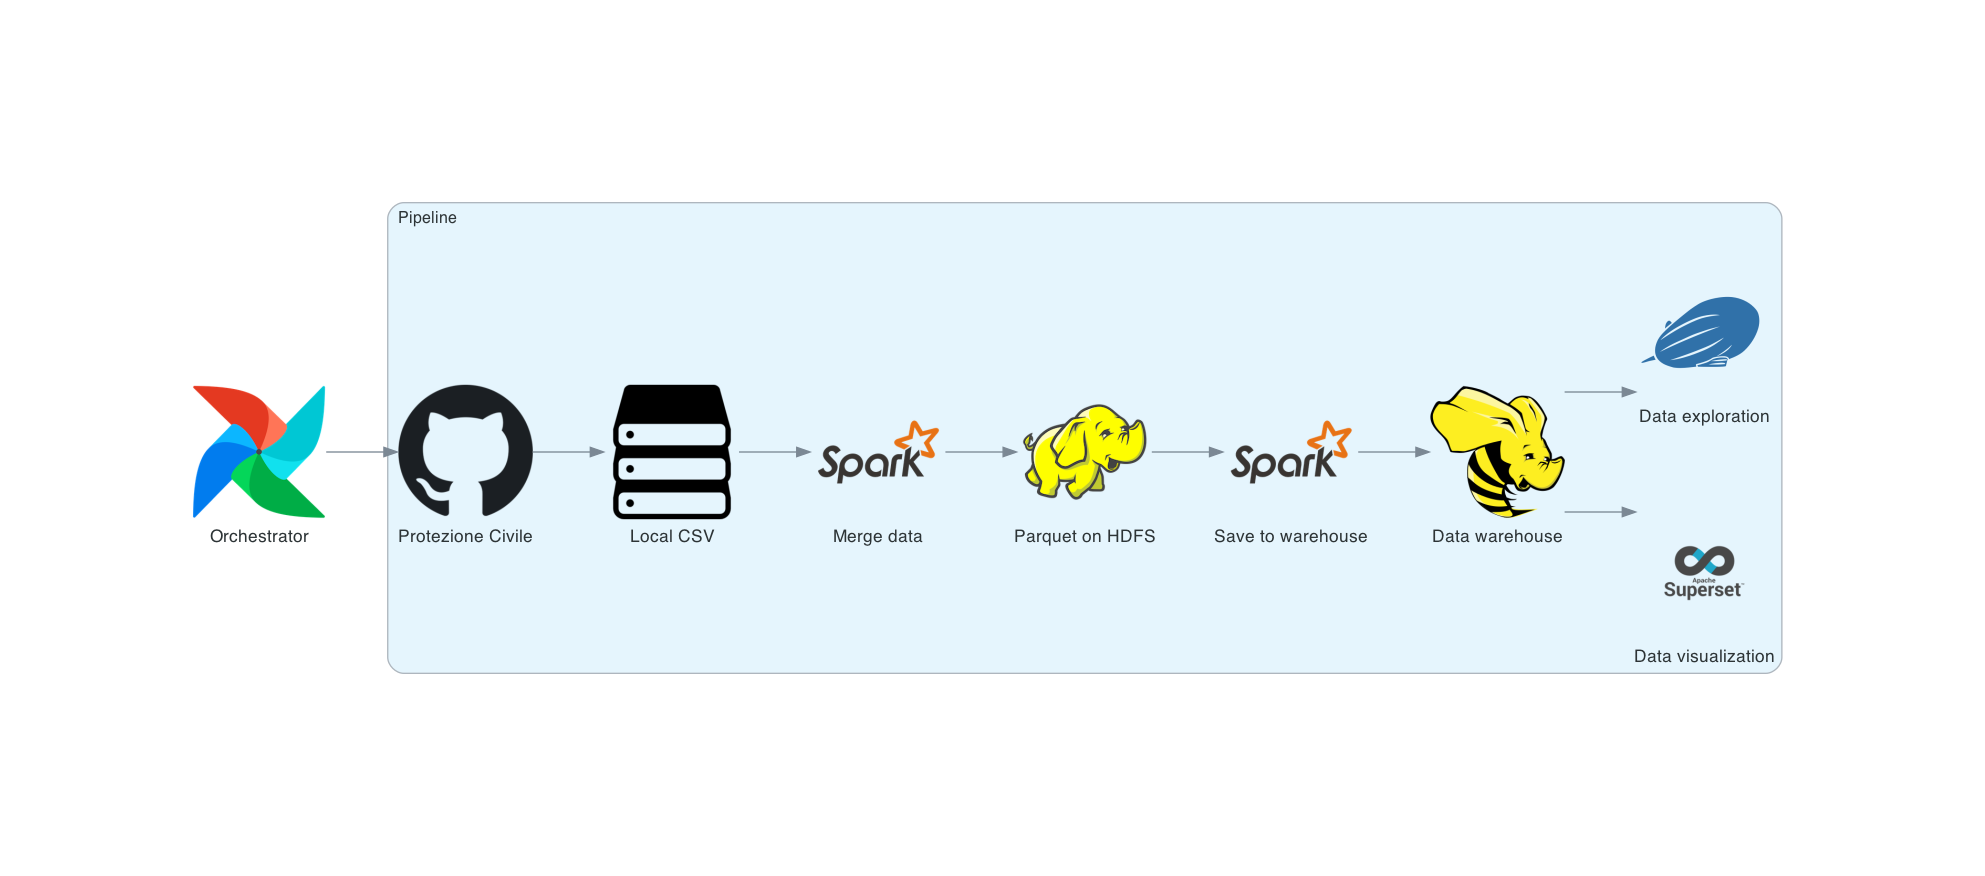 Pipeline
Orchestrator
Protezione Civile
Local CSV
Spark
Merge data
Parquet on HDFS
Spark
Save to warehouse
Data warehouse
Data exploration
Apache
Superset™
Data visualization